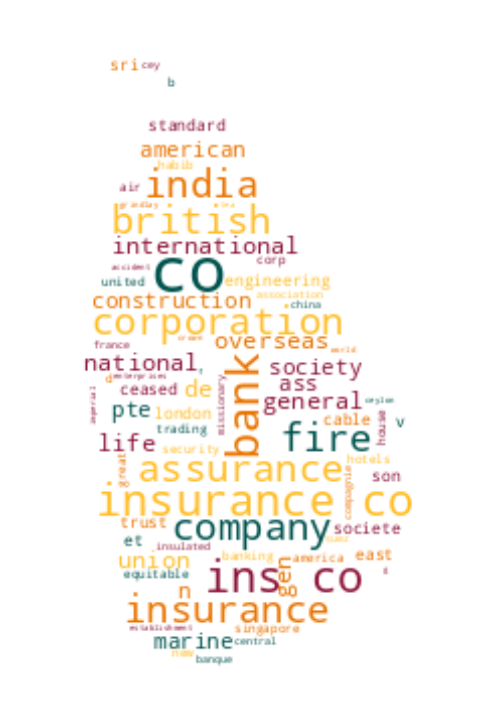 sri cey
b
standard
american
habib
air india
grindlay
british
international
accident co corp
united engineering
construction association
china
corporation
france overseas
world
national, bank society
enterprises
d ceased de ass
imperial missionary general ceylon
pte london cable v
trading house
life fire
security hotels
great assurance son
compagnie
insurance co
trust company societe
et insulated
union banking america east
equitable ins gen co
n
insurance
establishment singapore
marine central
new
banque